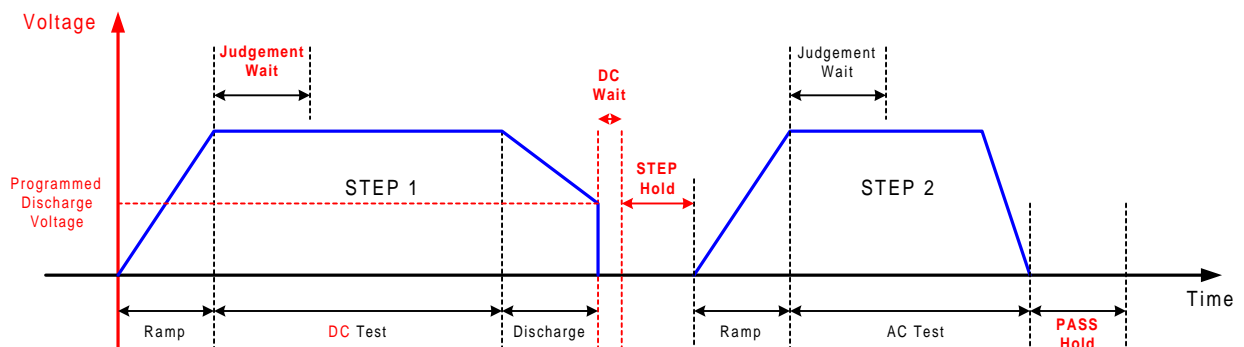 Voltage
Judgement
Wait
DC
Wait
Judgement
Wait
Programmed
Discharge
Voltage
STEP 1
STEP
Hold
STEP 2
Time
Ramp
DC Test
Discharge
Ramp
AC Test
PASS
Hold